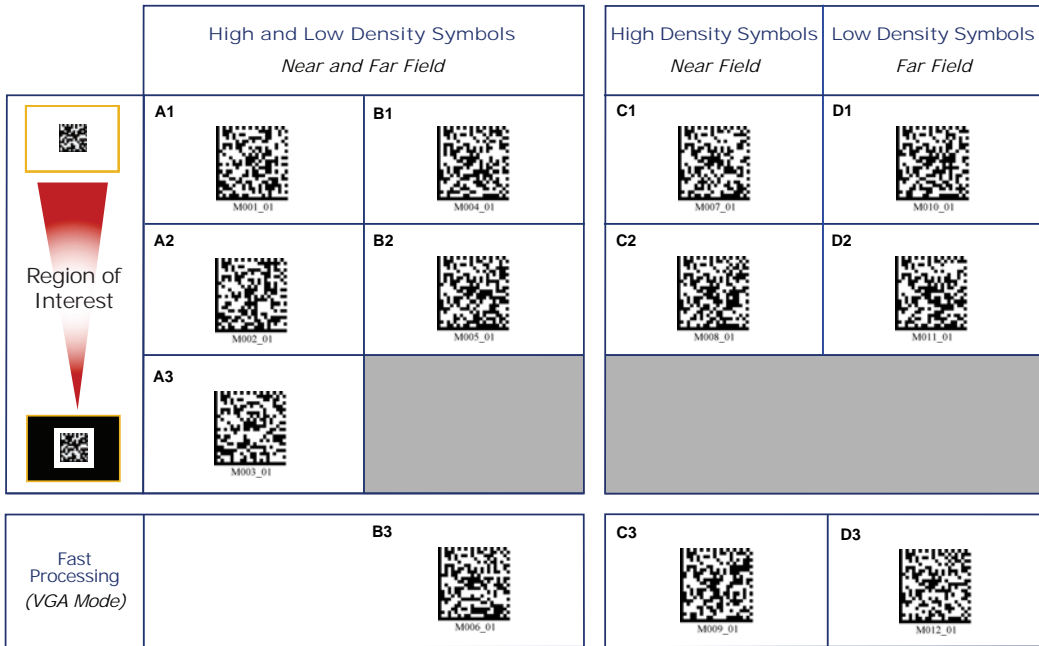 High and Low Density Symbols
Near and Far Field
High Density Symbols
Near Field
Low Density Symbols
Far Field
Region of
Interest
A1
M001_01
B1
M004_01
C1
M007_01
D1
M010_01
A2
M002_01
B2
M005_01
C2
M008_01
D2
M011_01
A3
M003_01
Fast
Processing
(VGA Mode)
B3
M006_01
C3
M009_01
D3
M012_01